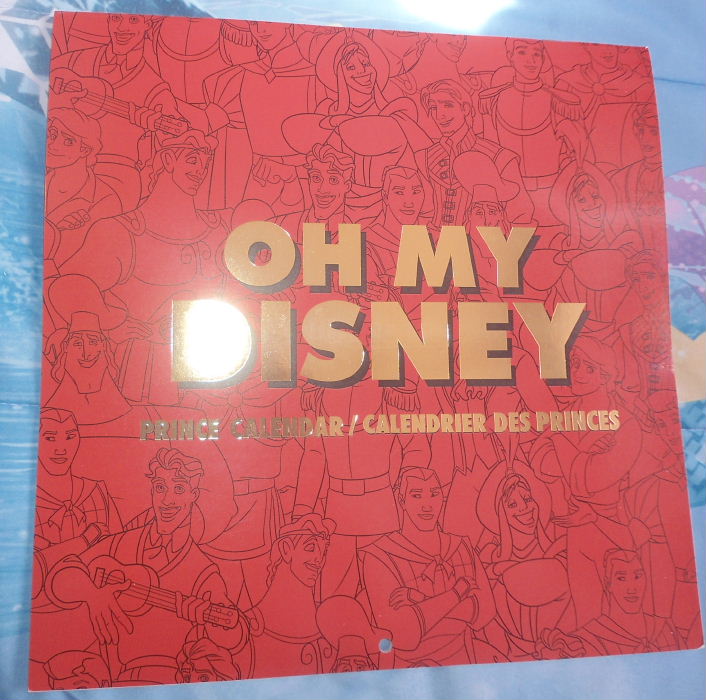 OH MY
DISNEY
PRINCE CALENDAR / CALENDRIER DES PRINCES